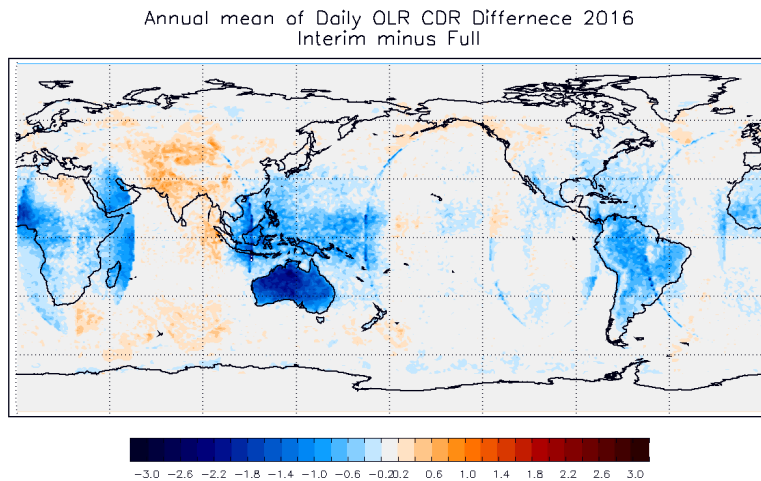 Annual mean of Daily OLR CDR Differnece 2016
Interim minus Full
-3.0 -2.6 -2.2 -1.8 -1.4 -1.0 -0.6 -0.2 0.2 0.6 1.0 1.4 1.8 2.2 2.6 3.0